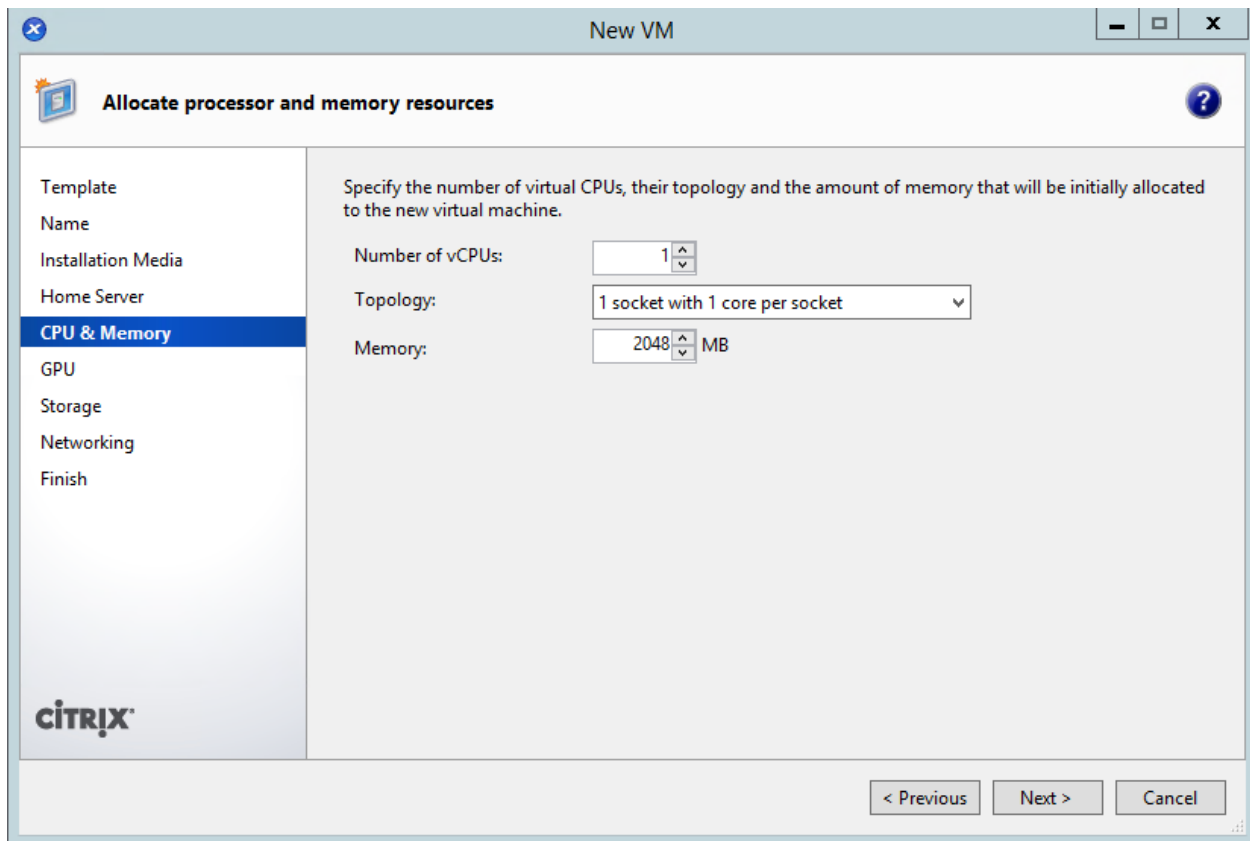 New VM
Allocate processor and memory resources
Template
Name
Installation Media
Home Server
CPU & Memory
GPU
Storage
Networking
Finish
Specify the number of virtual CPUs, their topology and the amount of memory that will be initially allocated
to the new virtual machine.
Number of vCPUs: 1
Topology: 1 socket with 1 core per socket
Memory: 2048 MB
CITRIX
< Previous Next > Cancel